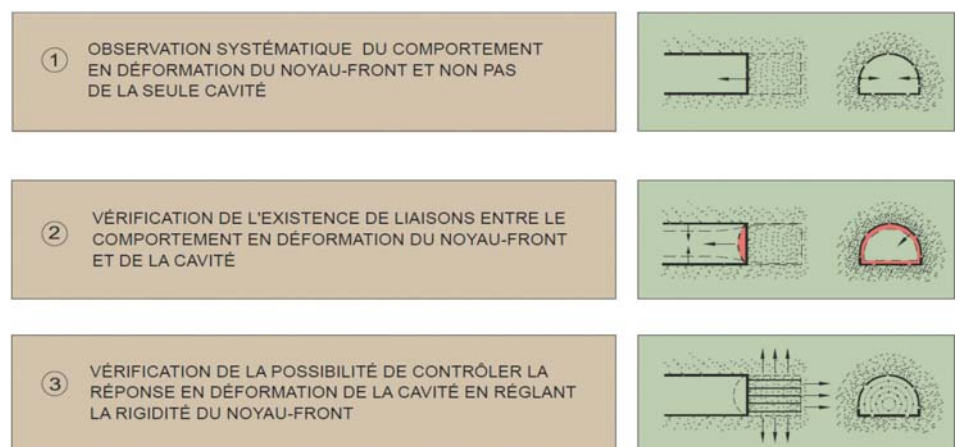 1 OBSERVATION SYSTÉMATIQUE DU COMPORTEMENT
EN DÉFORMATION DU NOYAU-FRONT ET NON PAS
DE LA SEULE CAVITÉ
2 VÉRIFICATION DE L'EXISTENCE DE LIAISONS ENTRE LE
COMPORTEMENT EN DÉFORMATION DU NOYAU-FRONT
ET DE LA CAVITÉ
3 VÉRIFICATION DE LA POSSIBILITÉ DE CONTRÔLER LA
RÉPONSE EN DÉFORMATION DE LA CAVITÉ EN RÉGLANT
LA RIGIDITÉ DU NOYAU-FRONT